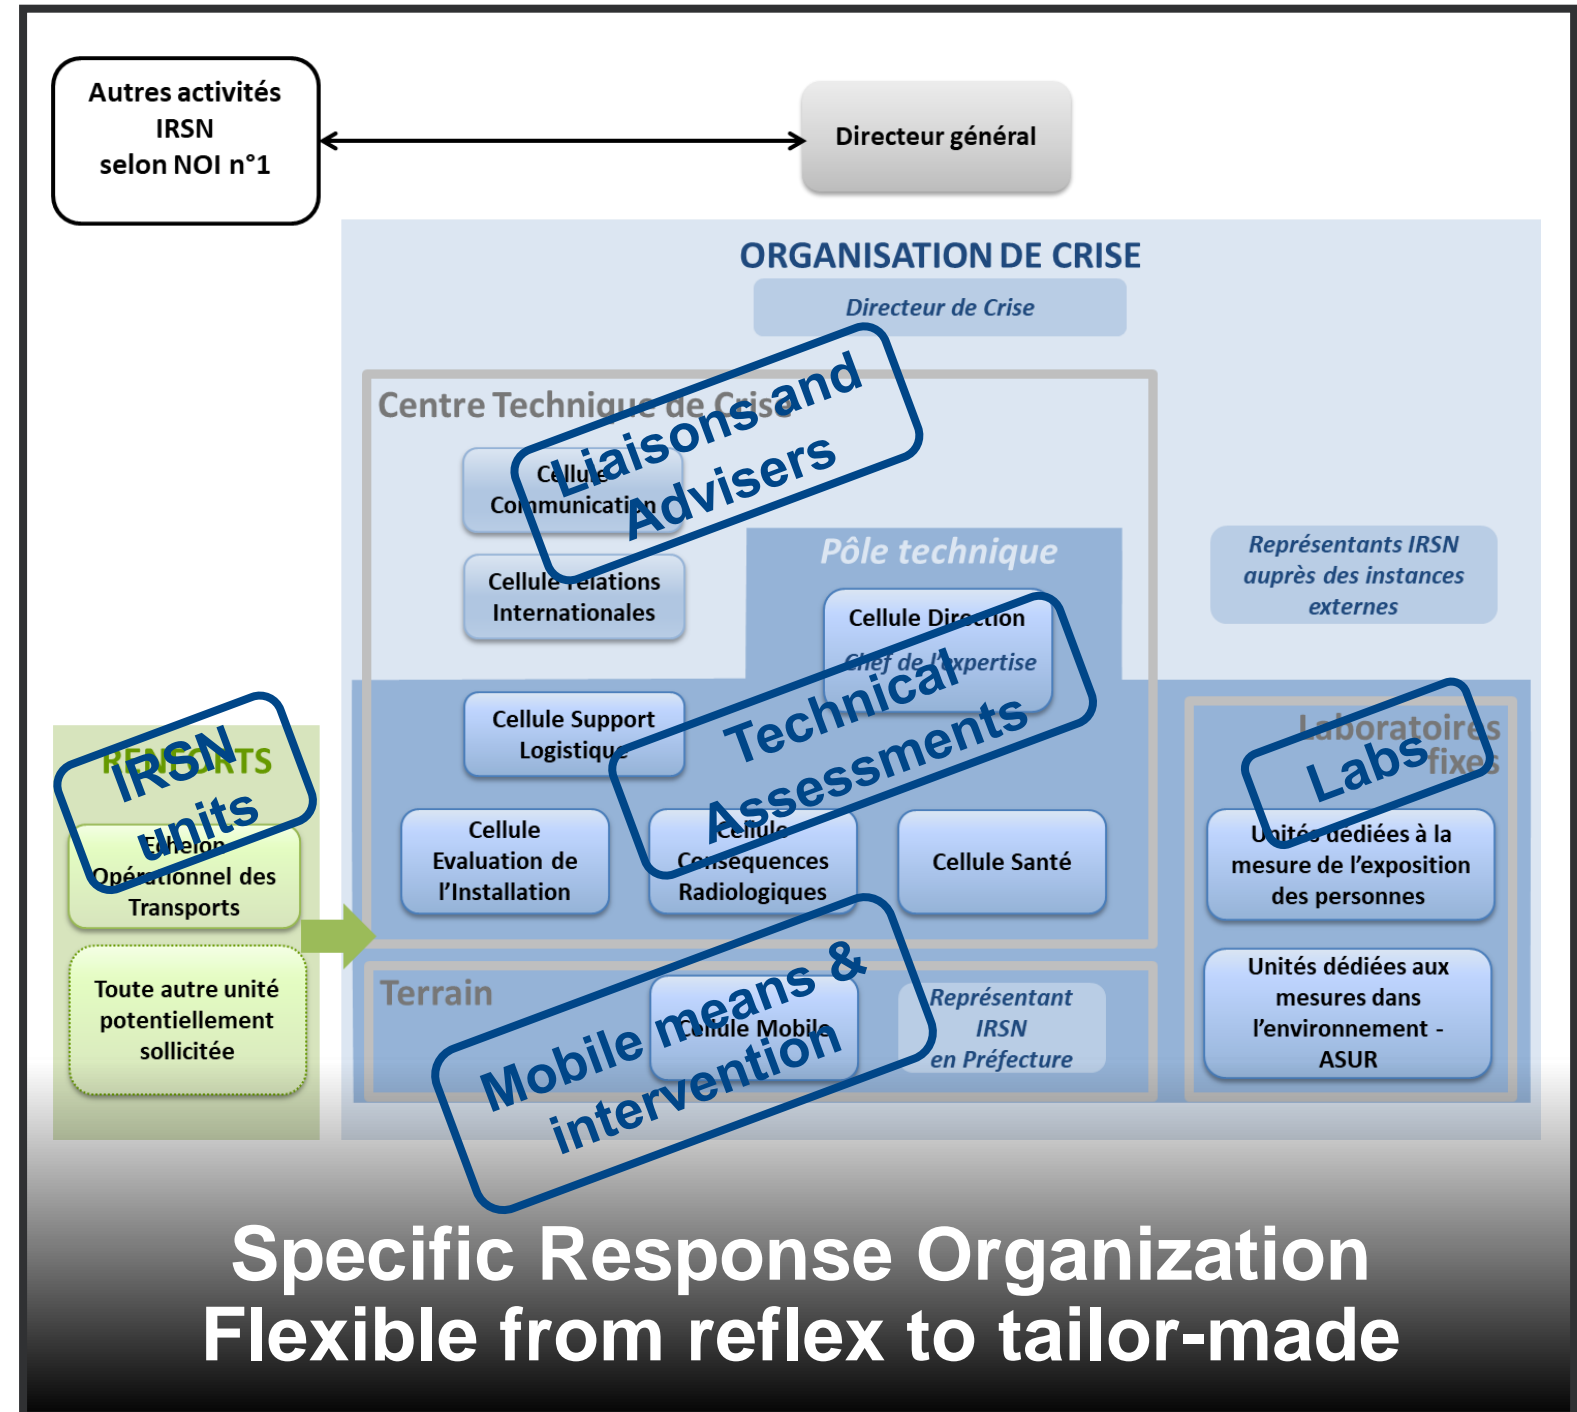 Autres activités
IRSN
selon NOI n°1
Directeur général
ORGANISATION DE CRISE
Directeur de Crise
Centre Technique de Crise
Liaisons and
Advisers
Cellule
Communication
Cellule relations
Internationales
Pôle technique
Cellule Direction
Chef de l'expertise
Représentants IRSN
auprès des instances
externes
Cellule Support
Logistique
Technical
Assessments
Cellule
Evaluation de
l'Installation
Cellule
Conséquences
Radiologiques
Cellule Santé
Laboratoires
fixes
Labs
Unités dédiées à la
mesure de l'exposition
des personnes
Unités dédiées aux
mesures dans
l'environnement -
ASUR
RENFORTS
IRSN
units
Echelon
Opérationnel des
Transports
Toute autre unité
potentiellement
sollicitée
Terrain
Cellule Mobile
Mobile means &
intervention
Représentant
IRSN
en Préfecture
Specific Response Organization
Flexible from reflex to tailor-made